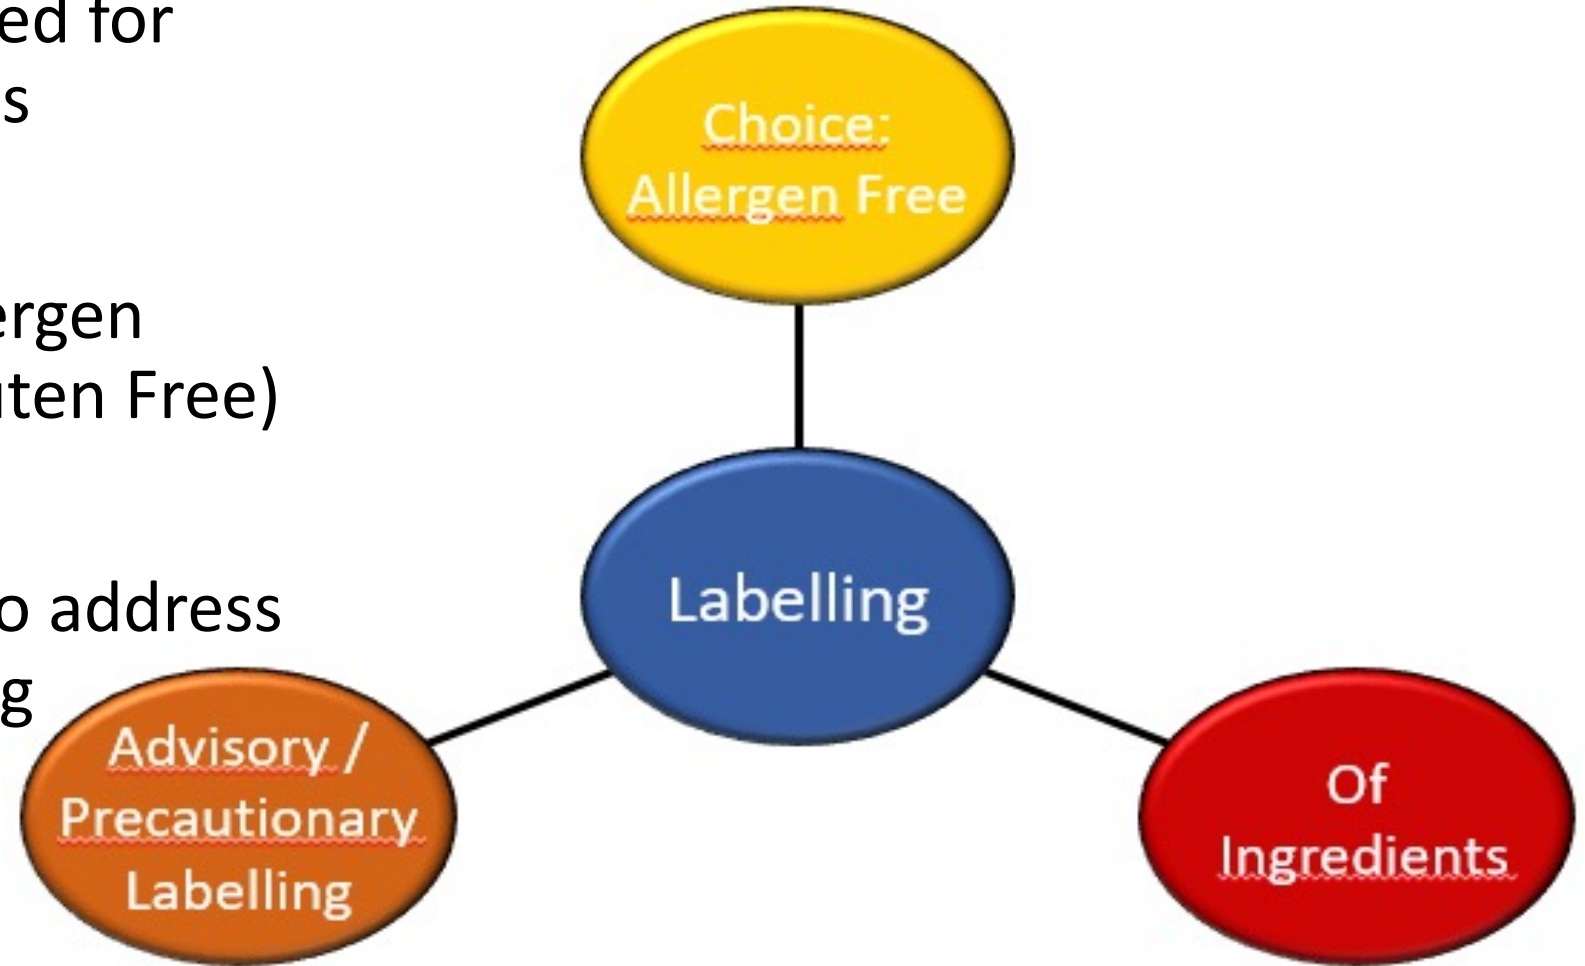 ed for
s
ergen
uten Free)
o address
g
Choice:
Allergen Free
Labelling
Advisory /
Precautionary
Labelling
Of
Ingredients